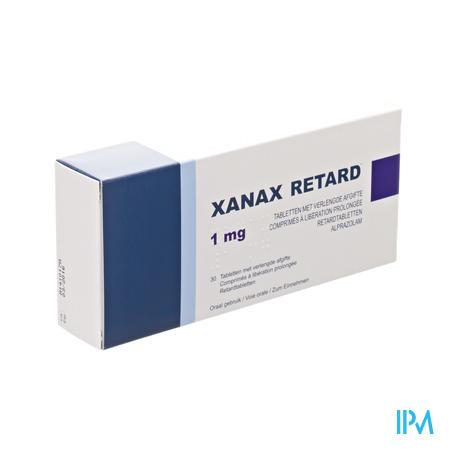 XANAX RETARD
1 mg
TABLETTEN MET VERLENGDE AFGIFTE
COMPRIMÉS À LIBÉRATION PROLONGÉE
RETARDTABLETTEN
ALPRAZOLAM
30 Tabletten met verlengde afgifte
Comprimés à libération prolongée
Retardtabletten
Oraal gebruik / Voie orale / Zum Einnehmen
IPM